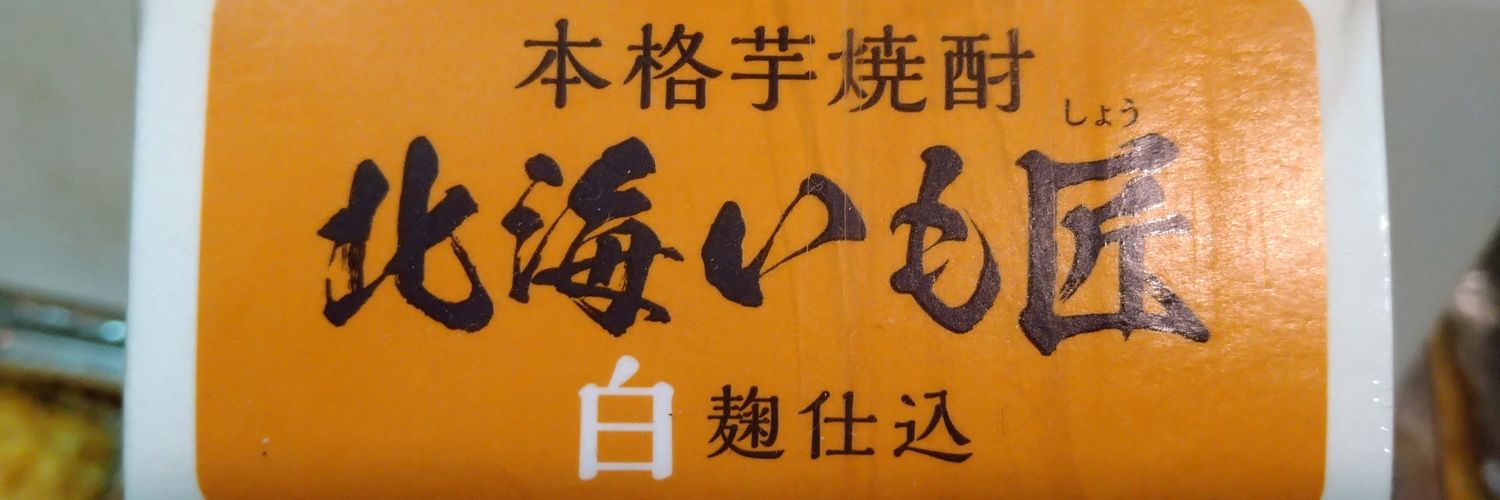 本格芋焼酎
しょう
北海いも匠
白麹仕込